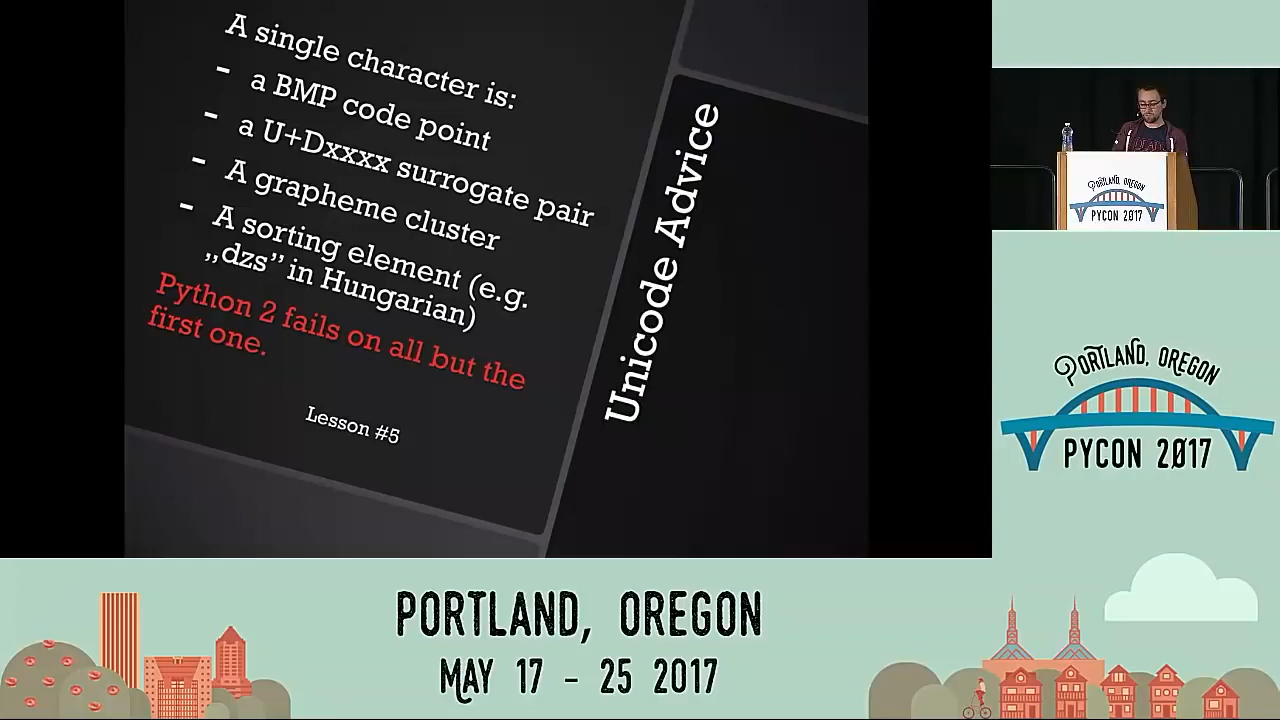 A single character is:
- a BMP code point
- a U+Dxxxx surrogate pair
- A grapheme cluster
- A sorting element (e.g.
„dzs” in Hungarian)
Python 2 fails on all but the
first one.
Lesson #5
Unicode Advice
PORTLAND, OREGON
PYCON 2017
PORTLAND, OREGON
PYCON 2017
PORTLAND, OREGON
MAY 17 - 25 2017